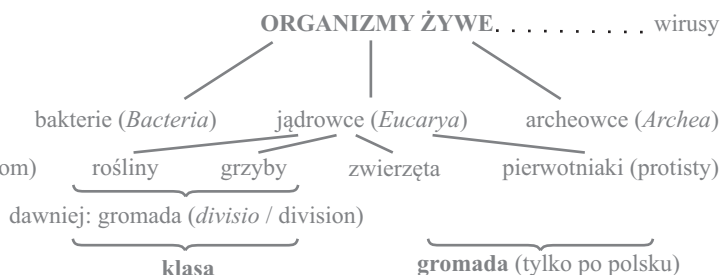 ORGANIZMY ŻYWE. . . . . . . . . . wirusy
bakterie (Bacteria) jądrowce (Eucarya) archeowce (Archea)
om) rośliny grzyby zwierzęta pierwotniaki (protisty)
dawniej: gromada (divisio / division)
klasa gromada (tylko po polsku)